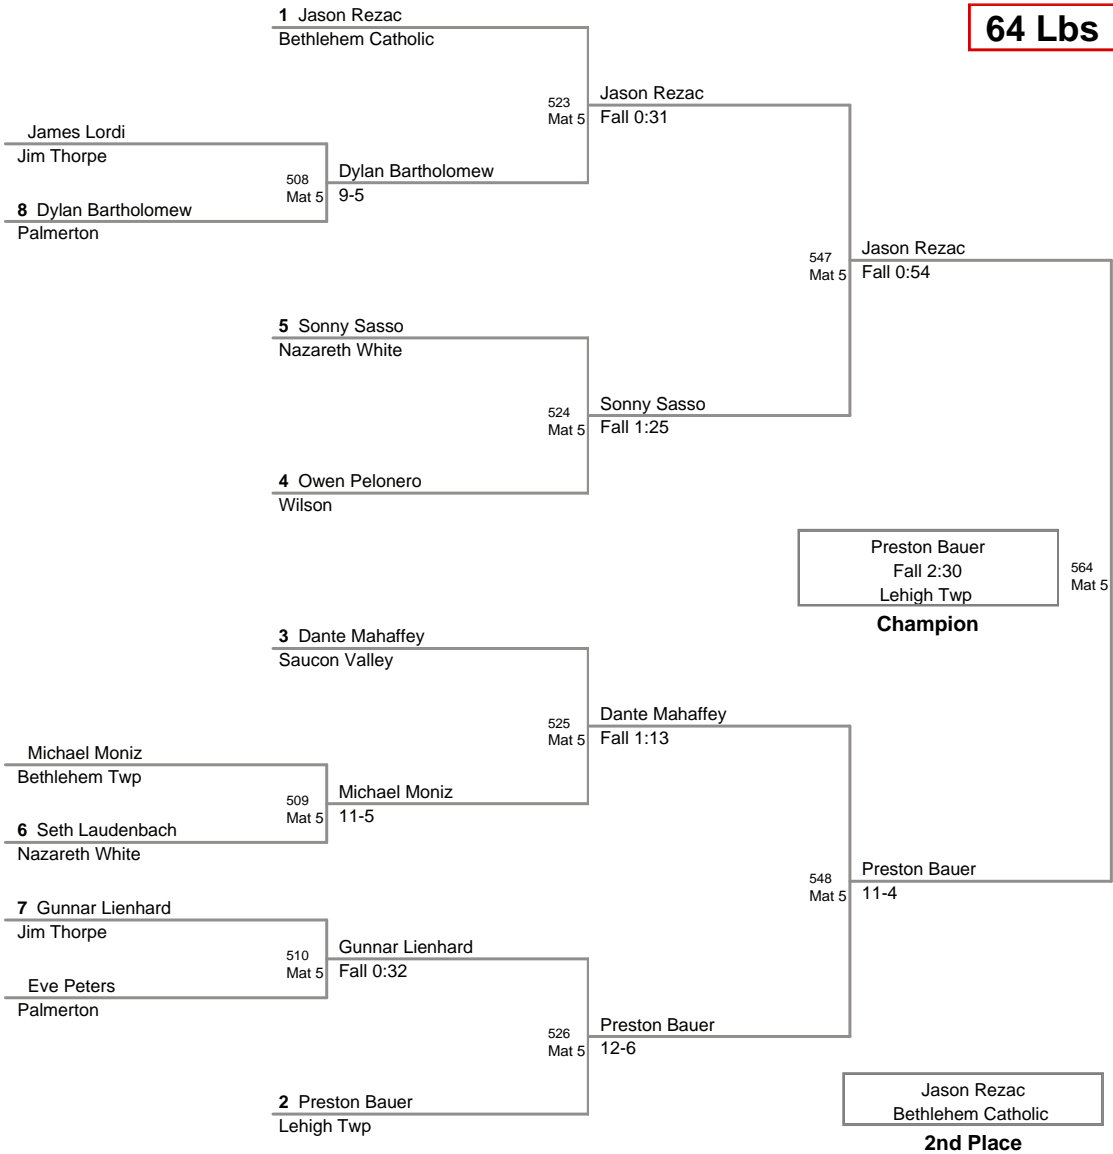 64 Lbs
1 Jason Rezac
Bethlehem Catholic
523
Mat 5
Jason Rezac
Fall 0:31
James Lordi
Jim Thorpe
508
Mat 5
Dylan Bartholomew
9-5
8 Dylan Bartholomew
Palmerton
547
Mat 5
Jason Rezac
Fall 0:54
5 Sonny Sasso
Nazareth White
524
Mat 5
Sonny Sasso
Fall 1:25
4 Owen Pelonero
Wilson
Preston Bauer
Fall 2:30
Lehigh Twp
Champion
564
Mat 5
3 Dante Mahaffey
Saucon Valley
525
Mat 5
Dante Mahaffey
Fall 1:13
Michael Moniz
Bethlehem Twp
509
Mat 5
Michael Moniz
11-5
6 Seth Laudenbach
Nazareth White
548
Mat 5
Preston Bauer
11-4
7 Gunnar Lienhard
Jim Thorpe
510
Mat 5
Gunnar Lienhard
Fall 0:32
Eve Peters
Palmerton
526
Mat 5
Preston Bauer
12-6
2 Preston Bauer
Lehigh Twp
Jason Rezac
Bethlehem Catholic
2nd Place